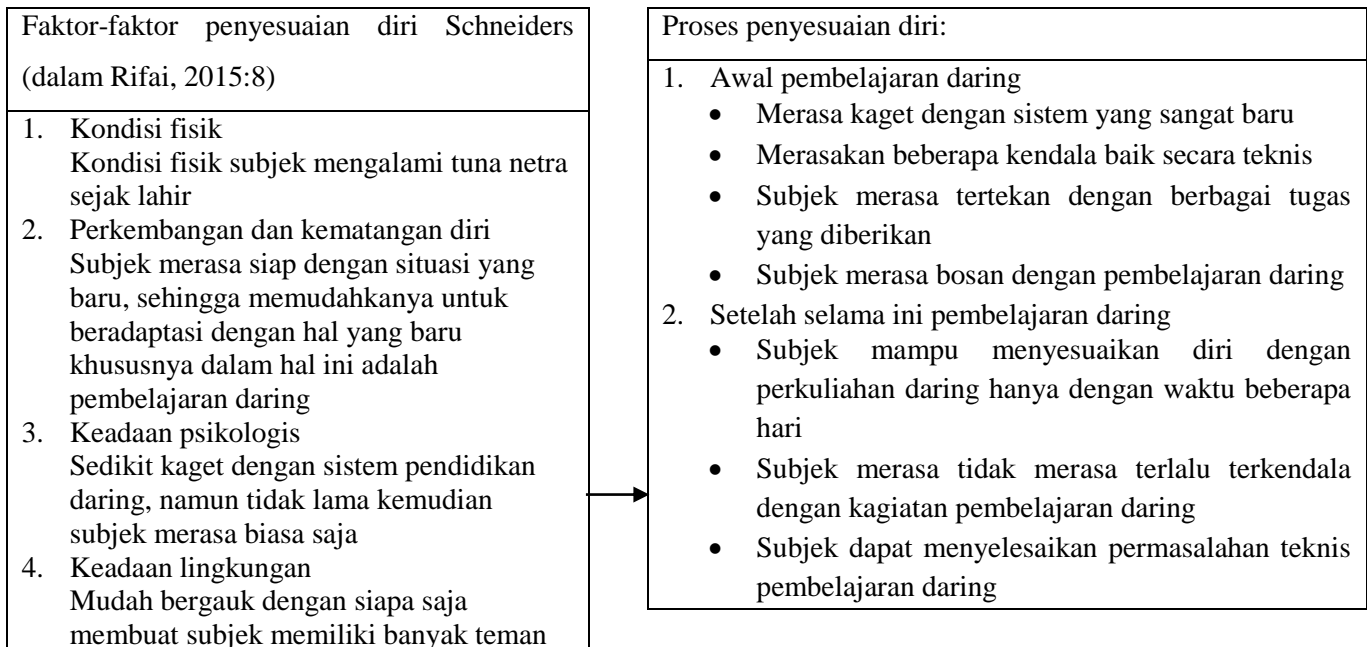 Faktor-faktor penyesuaian diri Schneiders
(dalam Rifai, 2015:8)
1. Kondisi fisik
Kondisi fisik subjek mengalami tuna netra
sejak lahir
2. Perkembangan dan kematangan diri
Subjek merasa siap dengan situasi yang
baru, sehingga memudahkanya untuk
beradaptasi dengan hal yang baru
khususnya dalam hal ini adalah
pembelajaran daring
3. Keadaan psikologis
Sedikit kaget dengan sistem pendidikan
daring, namun tidak lama kemudian
subjek merasa biasa saja
4. Keadaan lingkungan
Mudah bergauk dengan siapa saja
membuat subjek memiliki banyak teman
Proses penyesuaian diri:
1. Awal pembelajaran daring
• Merasa kaget dengan sistem yang sangat baru
• Merasakan beberapa kendala baik secara teknis
• Subjek merasa tertekan dengan berbagai tugas
yang diberikan
• Subjek merasa bosan dengan pembelajaran daring
2. Setelah selama ini pembelajaran daring
• Subjek mampu menyesuaikan diri dengan
perkuliahan daring hanya dengan waktu beberapa
hari
• Subjek merasa tidak merasa terlalu terkendala
dengan kagiatan pembelajaran daring
• Subjek dapat menyelesaikan permasalahan teknis
pembelajaran daring